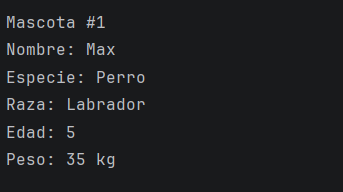 Mascota #1
Nombre: Max
Especie: Perro
Raza: Labrador
Edad: 5
Peso: 35 kg